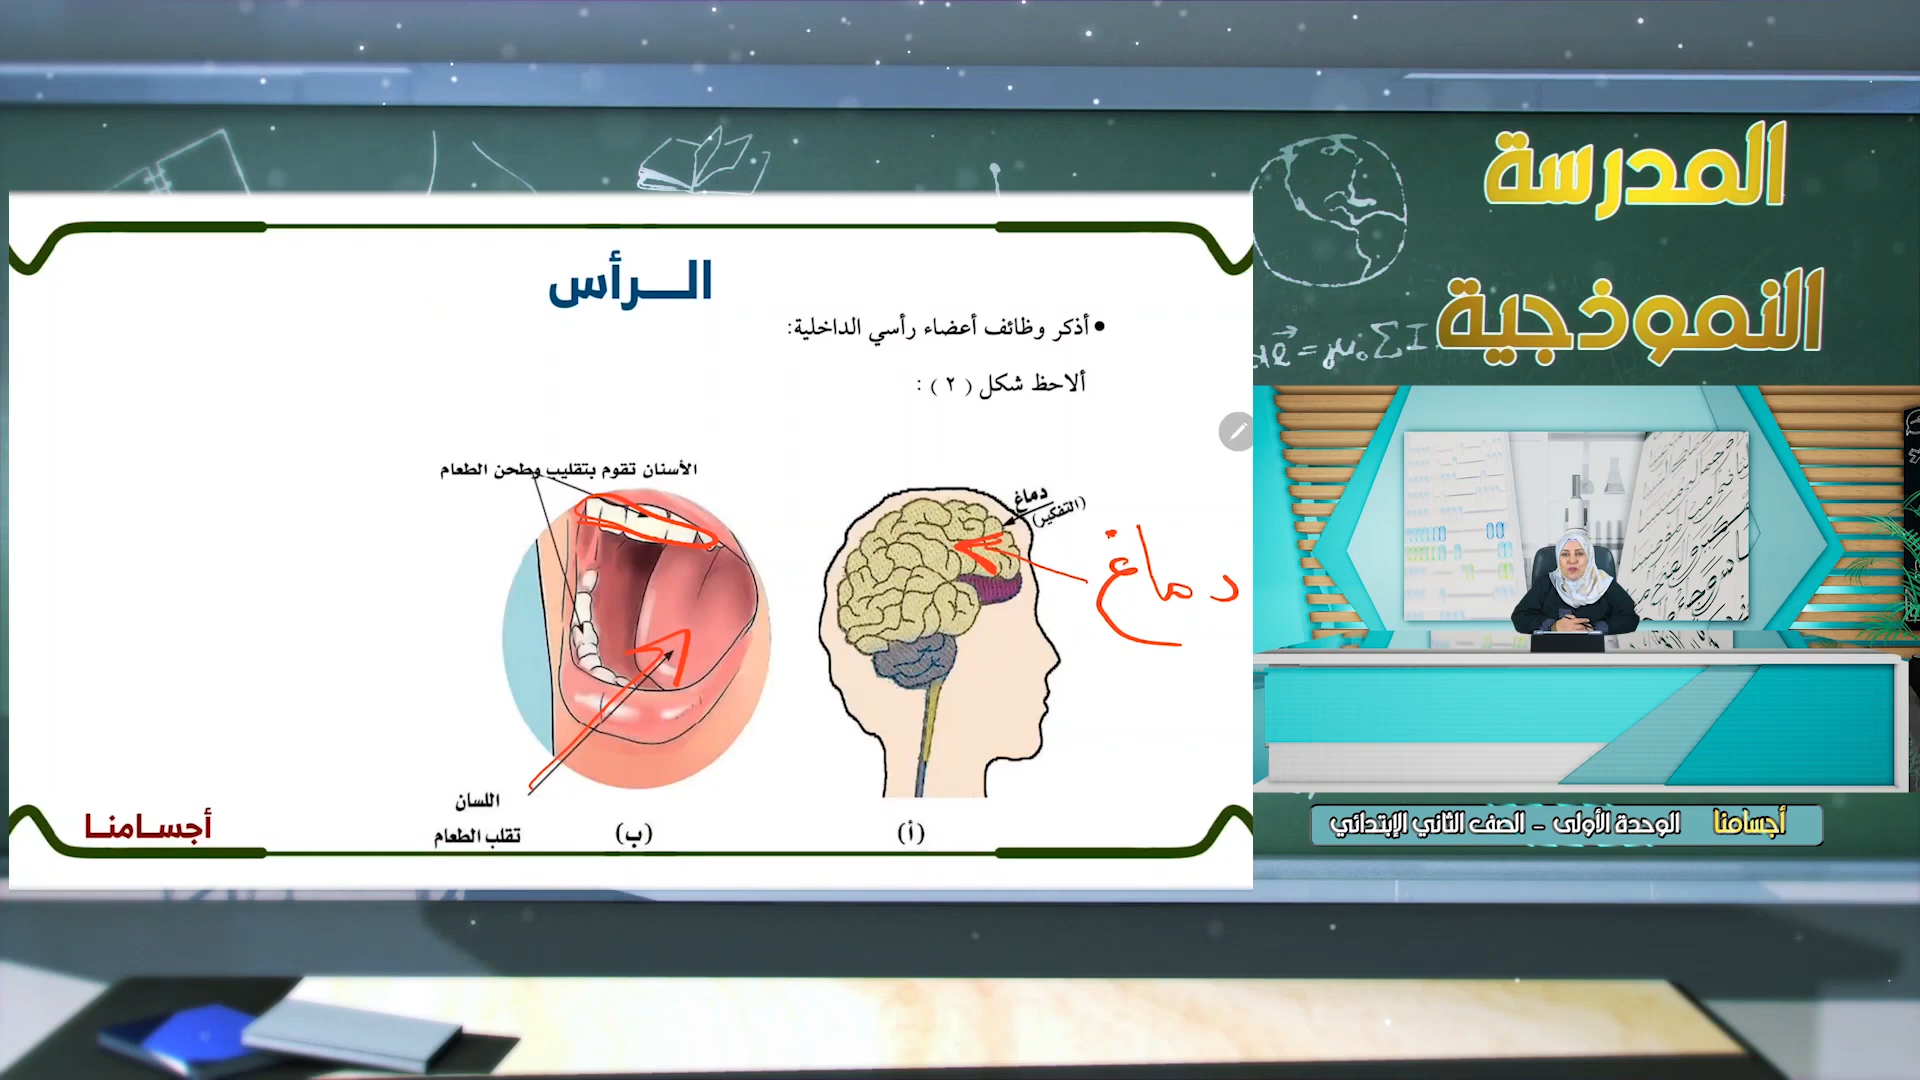 المدرسة
النموذجية
الـــرأس
• أذكر وظائف أعضاء رأسي الداخلية:
ألاحظ شكل ( ٢ ) :
الأسنان تقوم بتقليب وطحن الطعام
دماغ
(التفكير)
دماغ
اللسان
تقلب الطعام
(ب)
(أ)
أجسـامنـا
أجسامنا الوحدة الأولى - الصف الثاني الإبتدائي